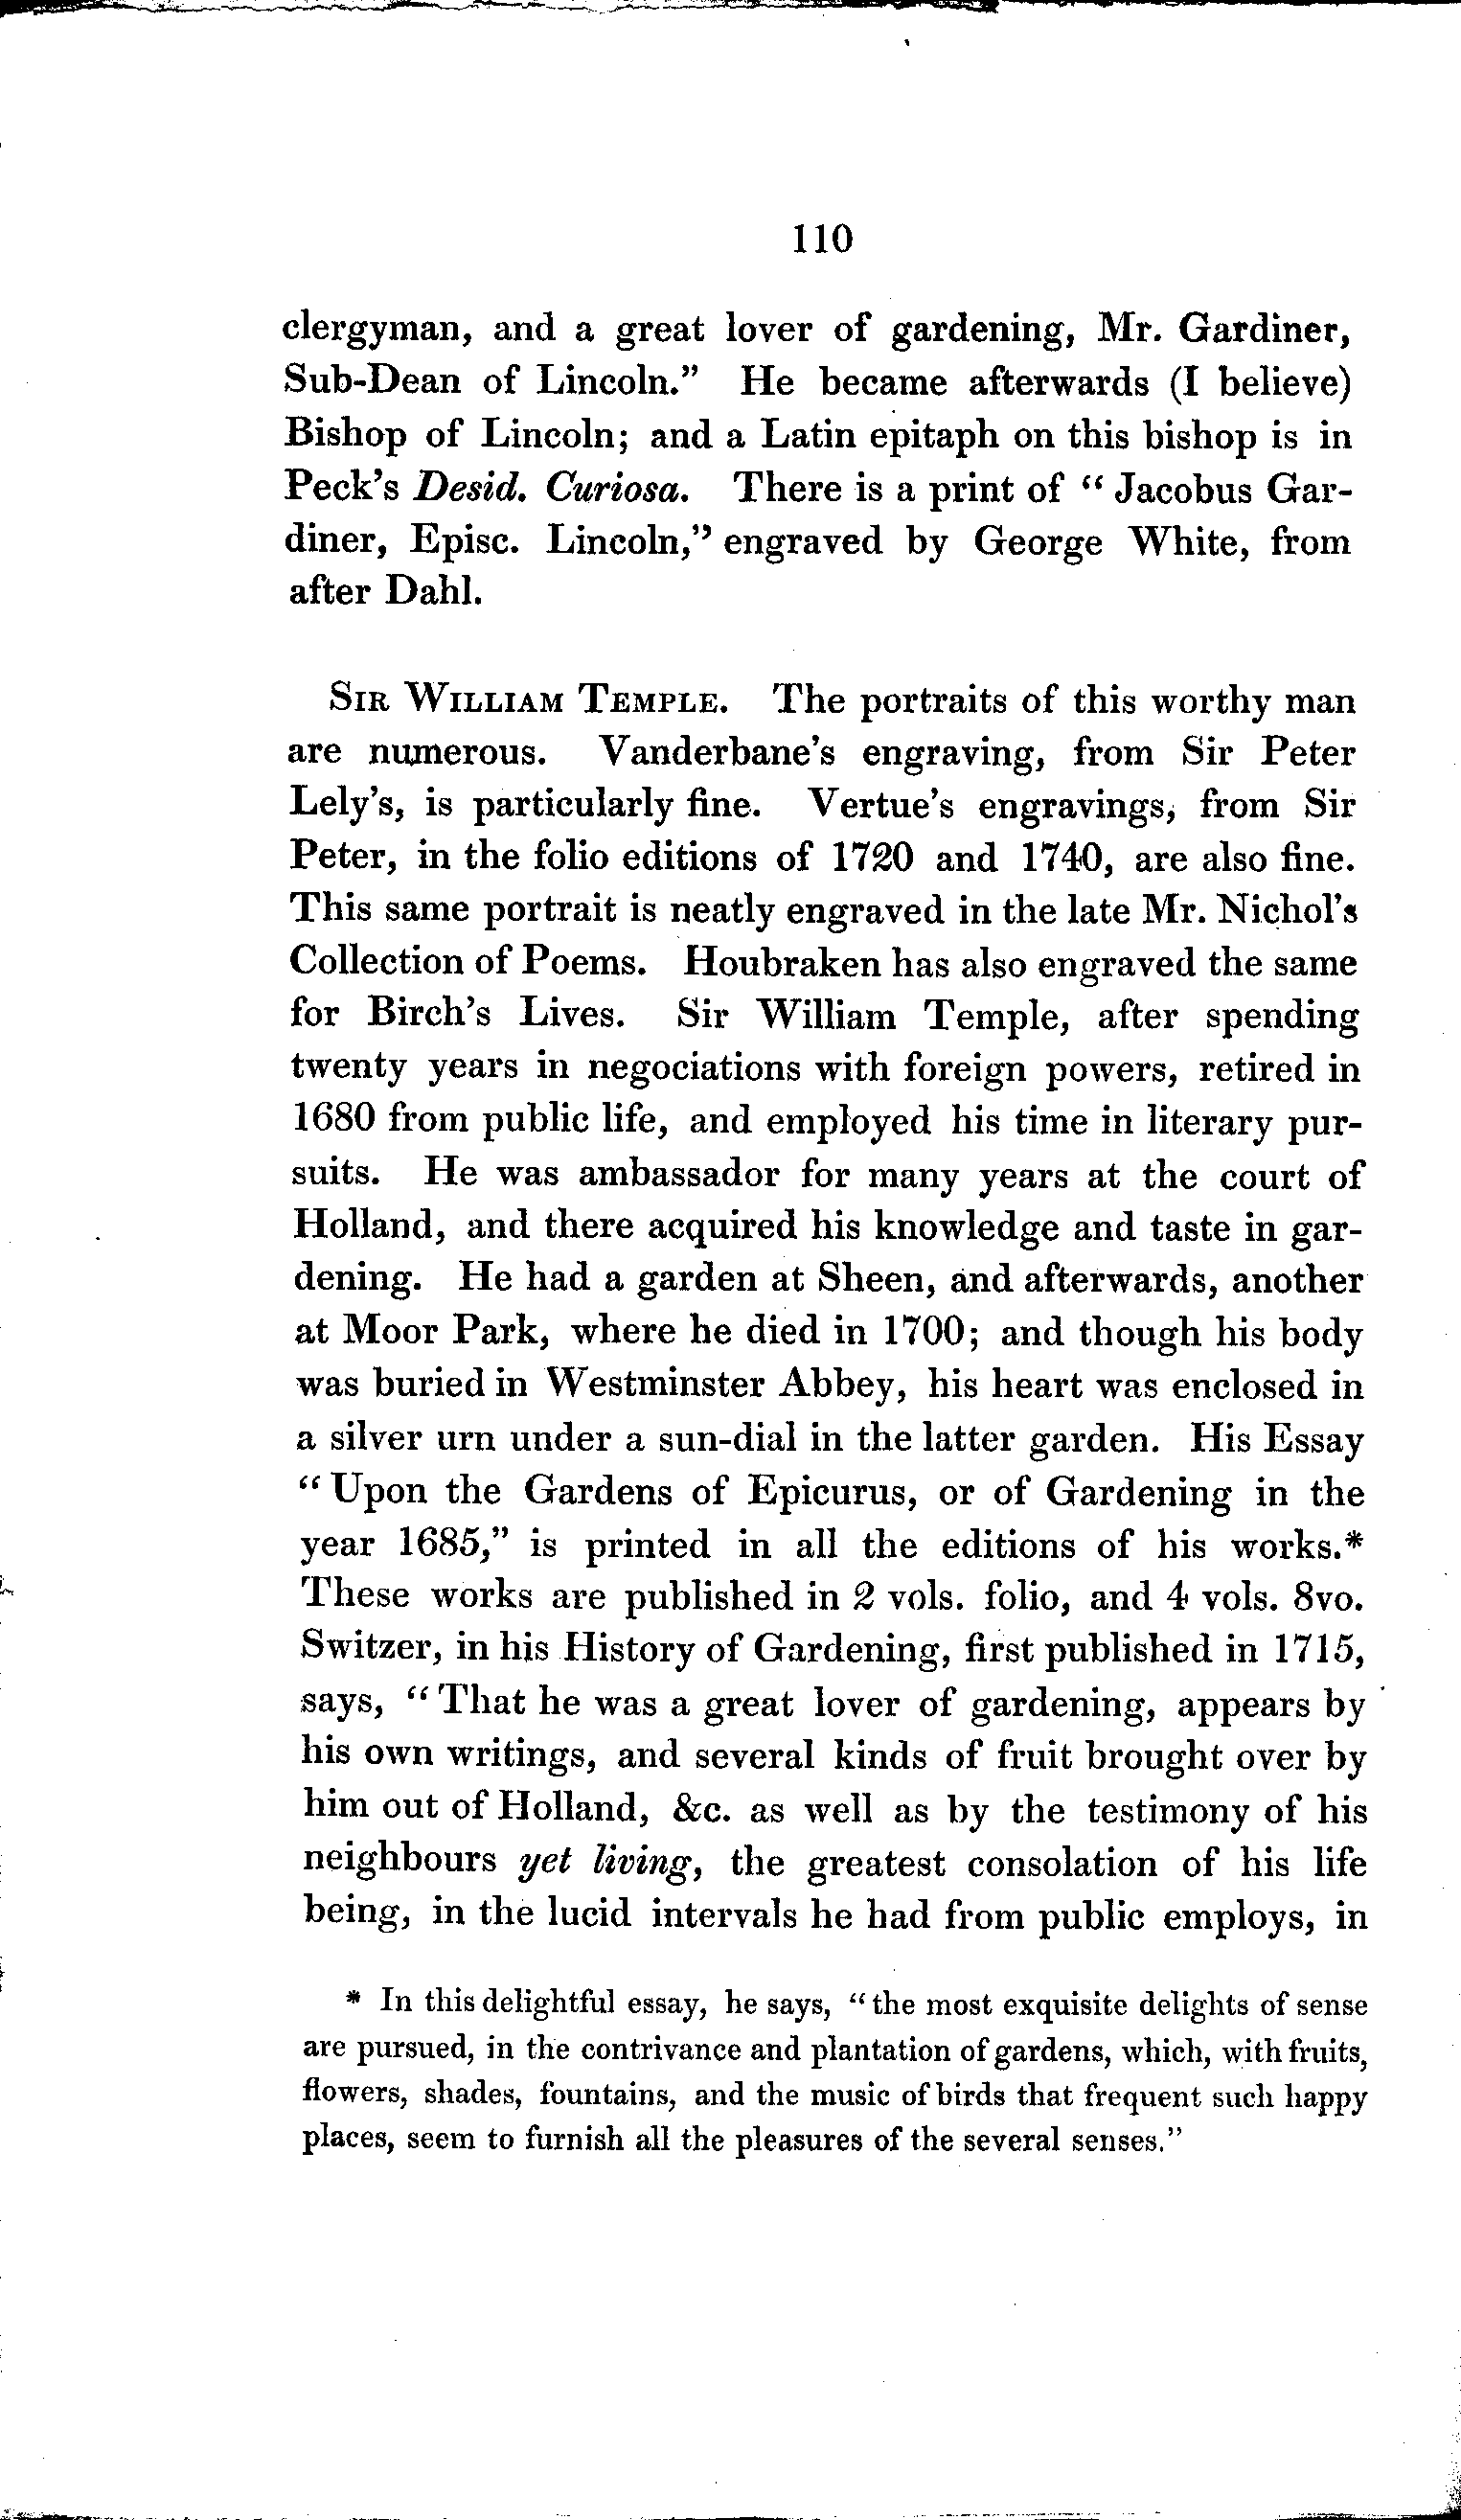 110
clergyman, and a great lover of gardening, Mr. Gardiner,
Sub-Dean of Lincoln.” He became afterwards (I believe)
Bishop of Lincoln; and a Latin epitaph on this bishop is in
Peck’s Desid. Curiosa. There is a print of “ Jacobus Gar-
diner, Episc. Lincoln,” engraved by George White, from
after Dahl.
SIR WILLIAM TEMPLE. The portraits of this worthy man
are numerous. Vanderbane’s engraving, from Sir Peter
Lely’s, is particularly fine. Vertue’s engravings, from Sir
Peter, in the folio editions of 1720 and 1740, are also fine.
This same portrait is neatly engraved in the late Mr. Nichol’s
Collection of Poems. Houbraken has also engraved the same
for Birch’s Lives. Sir William Temple, after spending
twenty years in negociations with foreign powers, retired in
1680 from public life, and employed his time in literary pur-
suits. He was ambassador for many years at the court of
Holland, and there acquired his knowledge and taste in gar-
dening. He had a garden at Sheen, and afterwards, another
at Moor Park, where he died in 1700; and though his body
was buried in Westminster Abbey, his heart was enclosed in
a silver urn under a sun-dial in the latter garden. His Essay
“ Upon the Gardens of Epicurus, or of Gardening in the
year 1685,” is printed in all the editions of his works.*
These works are published in 2 vols. folio, and 4 vols. 8vo.
Switzer, in his History of Gardening, first published in 1715,
says, “ That he was a great lover of gardening, appears by
his own writings, and several kinds of fruit brought over by
him out of Holland, &c. as well as by the testimony of his
neighbours yet living, the greatest consolation of his life
being, in the lucid intervals he had from public employs, in
* In this delightful essay, he says, “the most exquisite delights of sense
are pursued, in the contrivance and plantation of gardens, which, with fruits,
flowers, shades, fountains, and the music of birds that frequent such happy
places, seem to furnish all the pleasures of the several senses.”